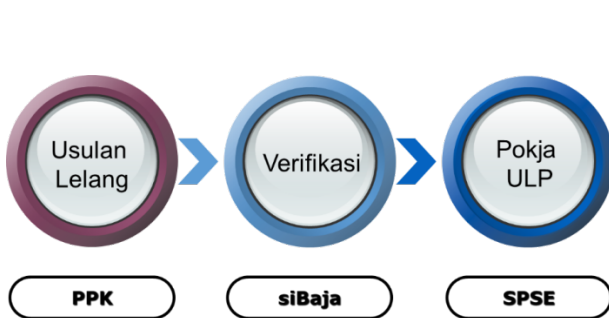 Usulan
Lelang
Verifikasi
Pokja
ULP
PPK
siBaja
SPSE